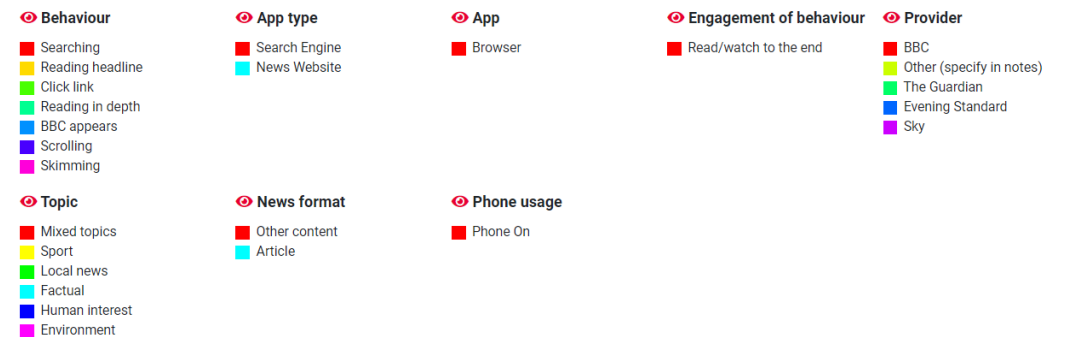 Behaviour
Searching
Reading headline
Click link
Reading in depth
BBC appears
Scrolling
Skimming
App type
Search Engine
News Website
App
Browser
Engagement of behaviour
Read/watch to the end
Provider
BBC
Other (specify in notes)
The Guardian
Evening Standard
Sky
Topic
Mixed topics
Sport
Local news
Factual
Human interest
Environment
News format
Other content
Article
Phone usage
Phone On